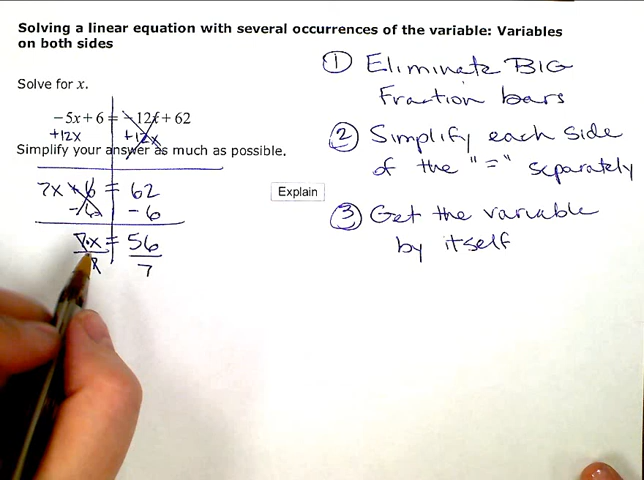 Solving a linear equation with several occurrences of the variable: Variables
on both sides
Solve for x.
−5x + 6 = −12x + 62
+12x +12x
Simplify your answer as much as possible.
7x + 6 = 62
-6 - 6
7·x = 56
7 7
Explain
① Eliminate BIG
Fraction bars
② Simplify each side
of the "=" separately
③ Get the variable
by itself